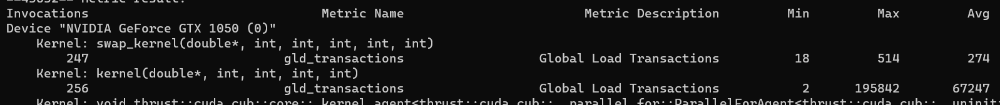 Metric result:
Invocations Metric Name Metric Description Min Max Avg
Device "NVIDIA GeForce GTX 1050 (0)"
Kernel: swap_kernel(double*, int, int, int, int, int)
247 gld_transactions Global Load Transactions 18 514 274
Kernel: kernel(double*, int, int, int, int)
256 gld_transactions Global Load Transactions 2 195842 67247
Kernel: void thrust::cuda_cub::core::_kernel_agent<thrust::cuda_cub::__parallel_for::ParallelForAgent<thrust::cuda_cub::__uninit